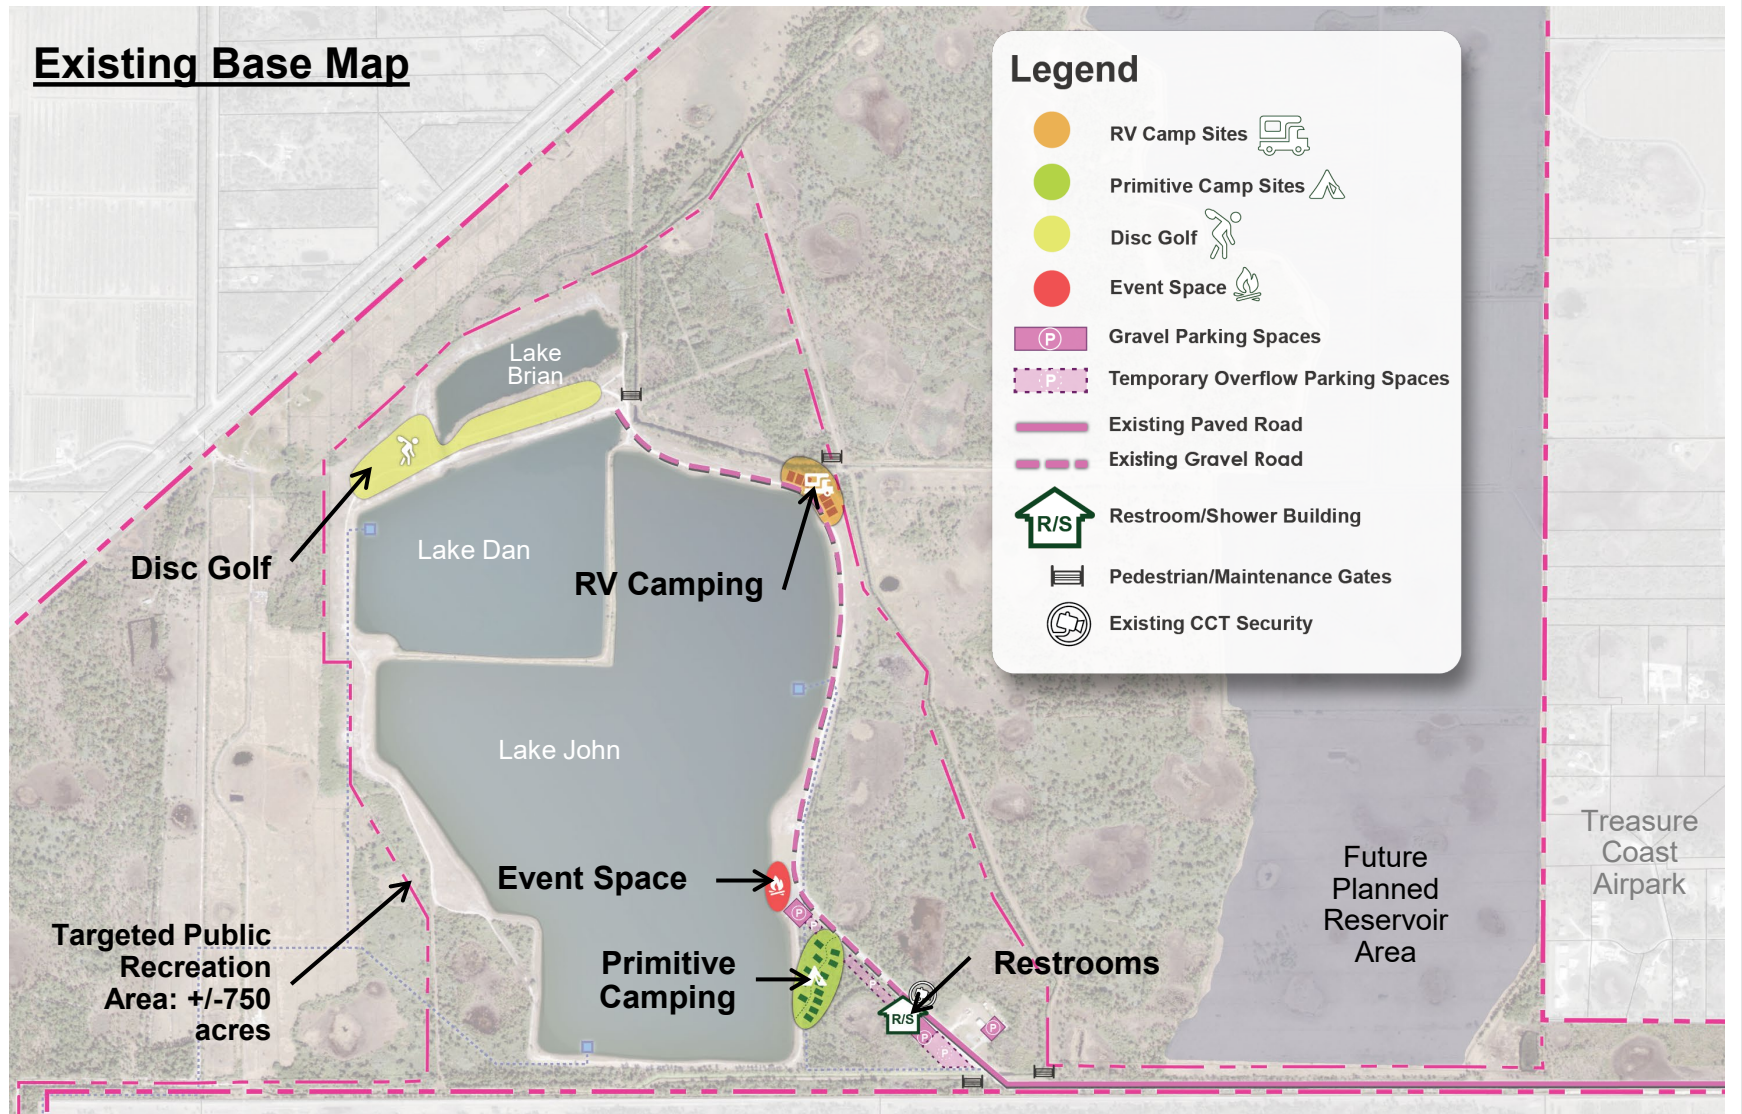 Existing Base Map
Legend
RV Camp Sites
Primitive Camp Sites
Disc Golf
Event Space
P
Gravel Parking Spaces
P
Temporary Overflow Parking Spaces
Existing Paved Road
Existing Gravel Road
R/S
Restroom/Shower Building
Pedestrian/Maintenance Gates
Existing CCT Security
Lake
Brian
Lake Dan
Disc Golf
RV Camping
Lake John
Event Space
P
P
Primitive
Camping
Restrooms
P
R/S
P
P
P
Targeted Public
Recreation
Area: +/-750
acres
Future
Planned
Reservoir
Area
Treasure
Coast
Airpark